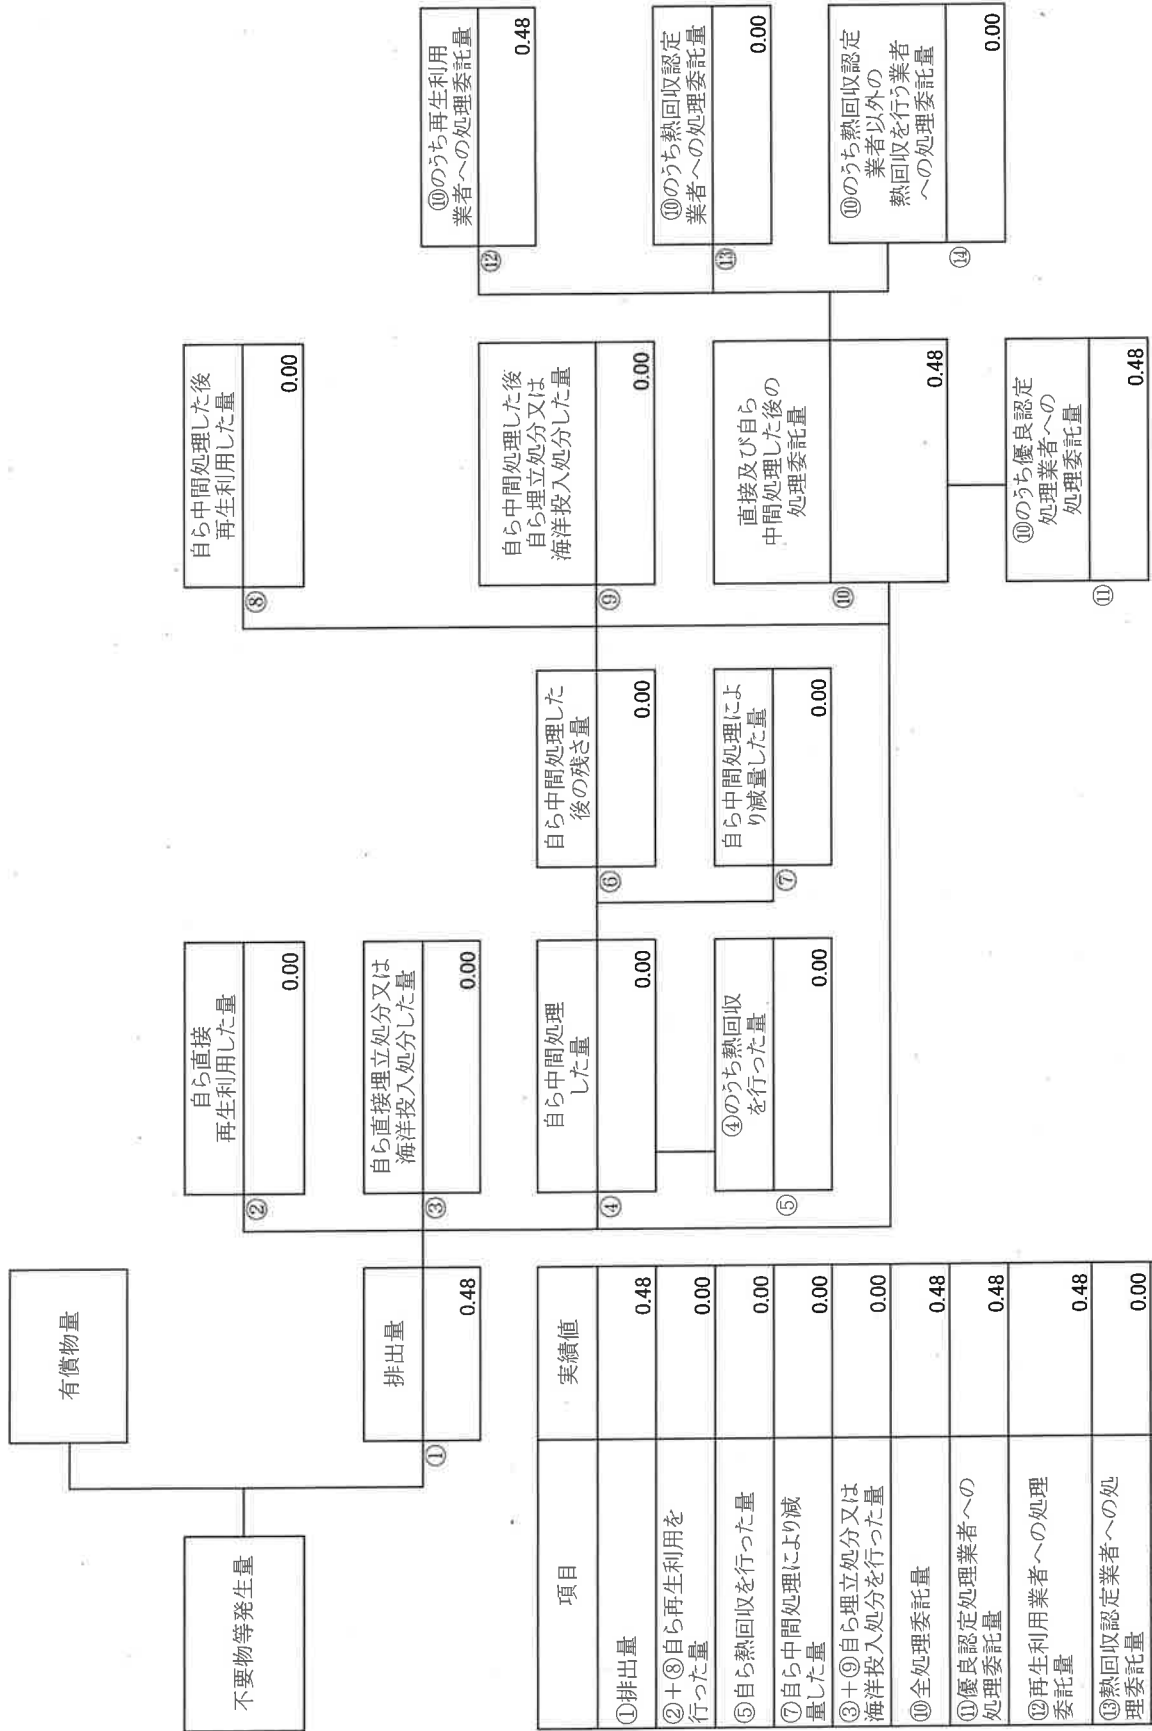 不要物等発生量
有償物量
①
排出量
0.48
②
自ら直接
再生利用した量
0.00
③
自ら直接埋立処分又は
海洋投入処分した量
0.00
④
自ら中間処理
した量
0.00
⑤
④のうち熱回収
を行った量
0.00
⑥
自ら中間処理した
後の残さ量
0.00
⑦
自ら中間処理によ
り減量した量
0.00
⑧
自ら中間処理した後
再生利用した量
0.00
⑨
自ら中間処理した後
自ら埋立処分又は
海洋投入処分した量
0.00
⑩
直接及び自ら
中間処理した後の
処理委託量
0.48
⑪
⑩のうち優良認定
処理業者への
処理委託量
0.48
⑫
⑩のうち再生利用
業者への処理委託量
0.48
⑬
⑩のうち熱回収認定
業者への処理委託量
0.00
⑭
⑩のうち熱回収認定
業者以外の
熱回収を行う業者
への処理委託量
0.00
項目 実績値
①排出量 0.48
②＋⑧自ら再生利用を
行った量 0.00
⑤自ら熱回収を行った量 0.00
⑦自ら中間処理により減
量した量 0.00
③＋⑨自ら埋立処分又は
海洋投入処分を行った量 0.00
⑩全処理委託量 0.48
⑪優良認定処理業者への
処理委託量 0.48
⑫再生利用業者への処理
委託量 0.48
⑬熱回収認定業者への処
理委託量 0.00